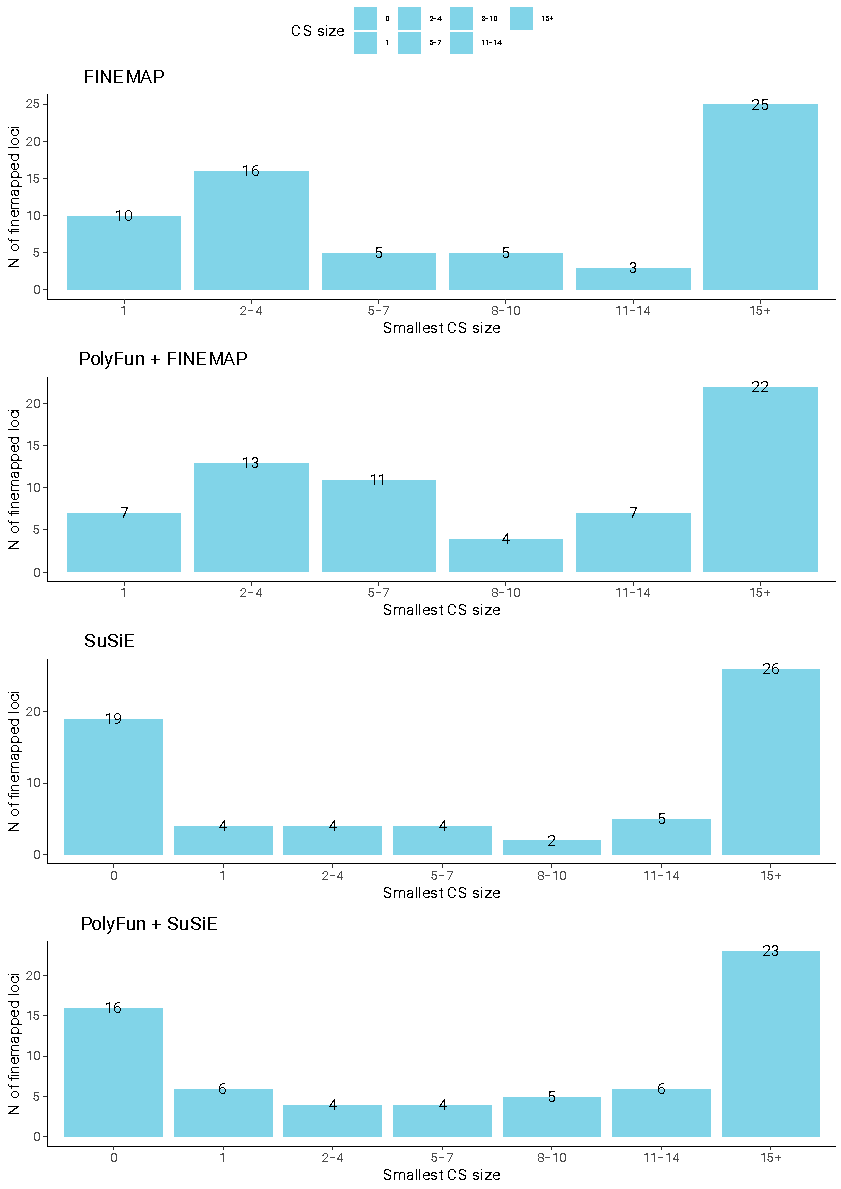 CS size
0 2-4 8-10 15+
1 5-7 11-14
FINEMAP
N of finemapped loci
25
20
15
10
5
0
10 16 5 5 3 25
1 2-4 5-7 8-10 11-14 15+
Smallest CS size
PolyFun + FINEMAP
N of finemapped loci
20
15
10
5
0
7 13 11 4 7 22
1 2-4 5-7 8-10 11-14 15+
Smallest CS size
SuSiE
N of finemapped loci
20
10
0
19 4 4 4 2 5 26
0 1 2-4 5-7 8-10 11-14 15+
Smallest CS size
PolyFun + SuSiE
N of finemapped loci
20
15
10
5
0
16 6 4 4 5 6 23
0 1 2-4 5-7 8-10 11-14 15+
Smallest CS size